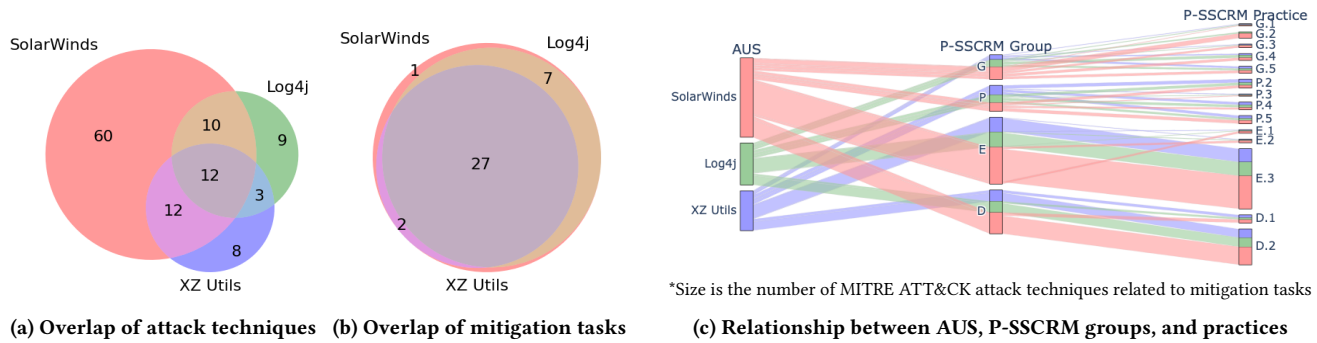 SolarWinds
Log4j
60
10
9
12
12
3
8
XZ Utils
(a) Overlap of attack techniques
SolarWinds
Log4j
1
7
27
2
XZ Utils
(b) Overlap of mitigation tasks
AUS
P-SSCRM Group
P-SSCRM Practice
SolarWinds
Log4j
XZ Utils
G
P
E
D
G.1
G.2
G.3
G.4
G.5
P.2
P.3
P.4
P.5
E.1
E.2
E.3
D.1
D.2
*Size is the number of MITRE ATT&CK attack techniques related to mitigation tasks
(c) Relationship between AUS, P-SSCRM groups, and practices